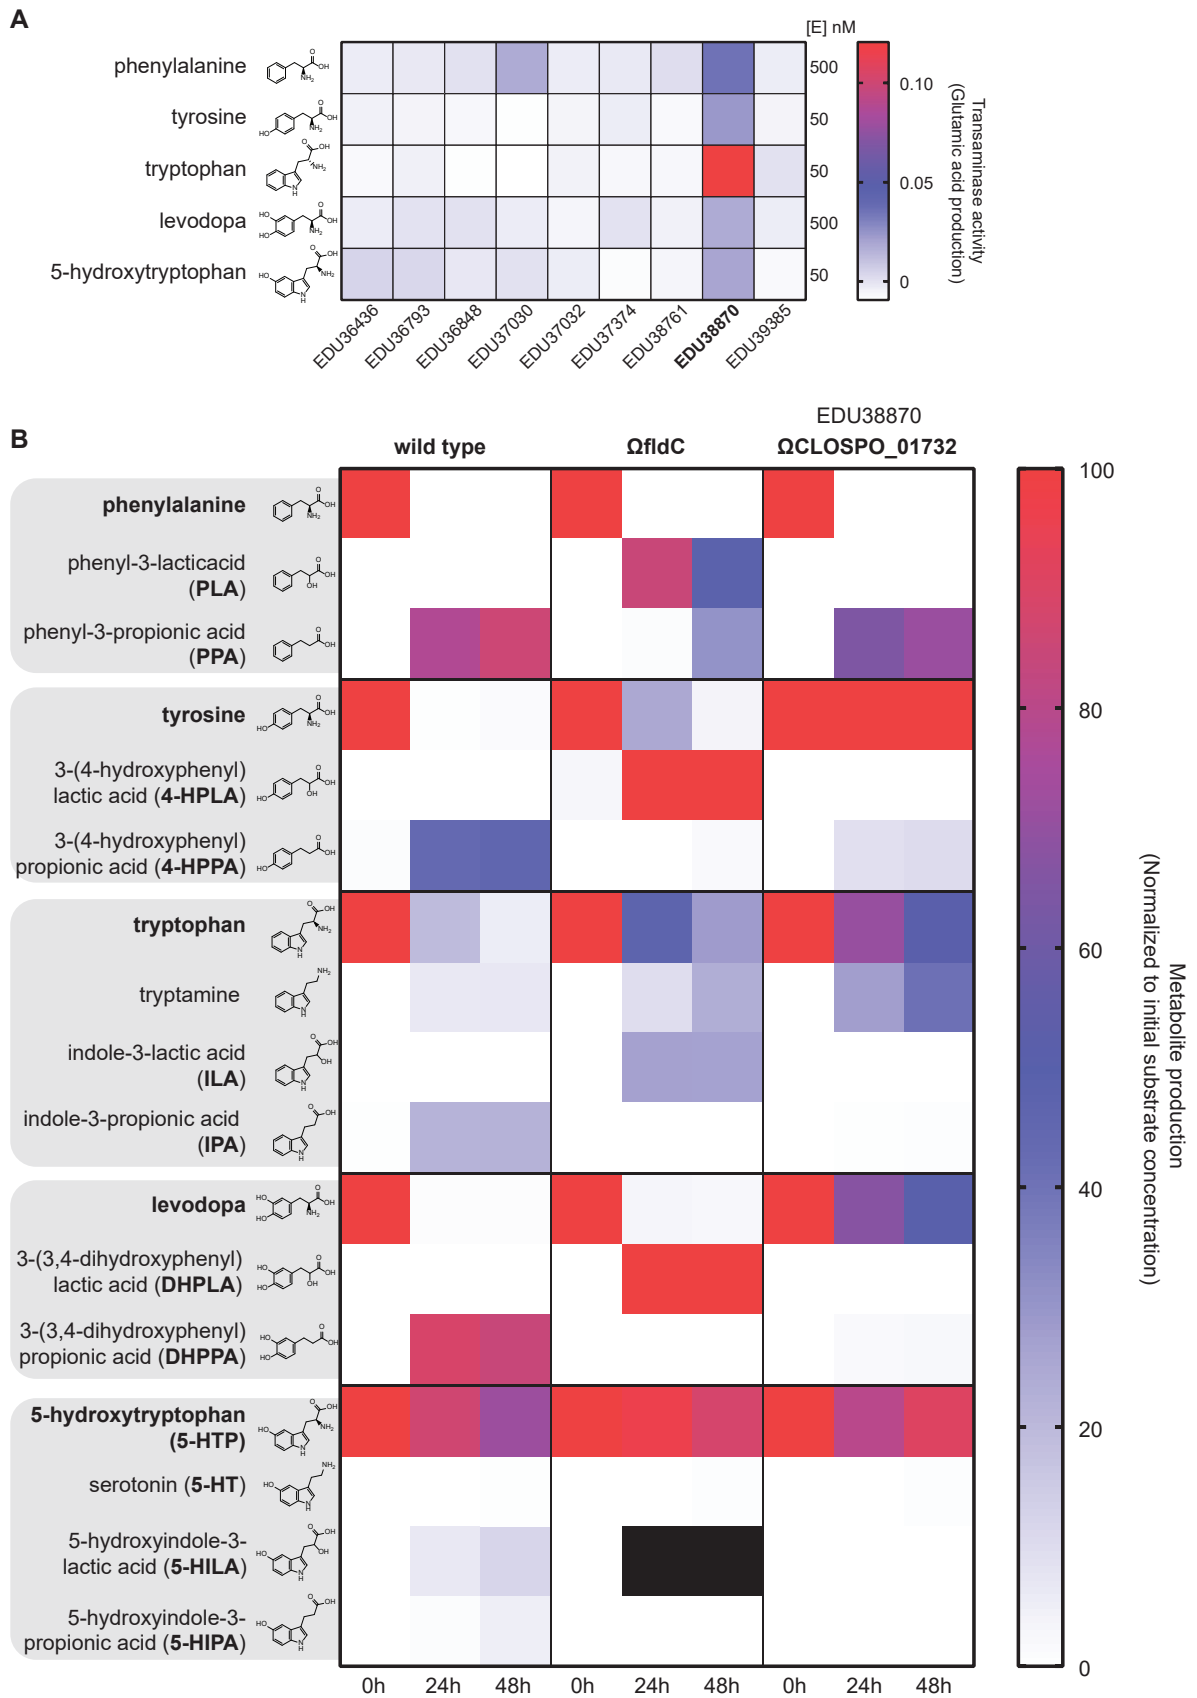 A
[E] nM
phenylalanine
500
tyrosine
50
tryptophan
50
levodopa
500
5-hydroxytryptophan
50
0.10
0.05
0
Transaminase activity
(Glutamic acid production)
EDU36436
EDU36793
EDU36848
EDU37030
EDU37032
EDU37374
EDU38761
EDU38870
EDU39385
B
EDU38870
wild type
ΩfldC
ΩCLOSPO_01732
phenylalanine
phenyl-3-lacticacid
(PLA)
phenyl-3-propionic acid
(PPA)
tyrosine
3-(4-hydroxyphenyl)
lactic acid (4-HPLA)
3-(4-hydroxyphenyl)
propionic acid (4-HPPA)
tryptophan
tryptamine
indole-3-lactic acid
(ILA)
indole-3-propionic acid
(IPA)
levodopa
3-(3,4-dihydroxyphenyl)
lactic acid (DHPLA)
3-(3,4-dihydroxyphenyl)
propionic acid (DHPPA)
5-hydroxytryptophan
(5-HTP)
serotonin (5-HT)
5-hydroxyindole-3-
lactic acid (5-HILA)
5-hydroxyindole-3-
propionic acid (5-HIPA)
0h 24h 48h 0h 24h 48h 0h 24h 48h
100
80
60
40
20
0
Metabolite production
(Normalized to initial substrate concentration)